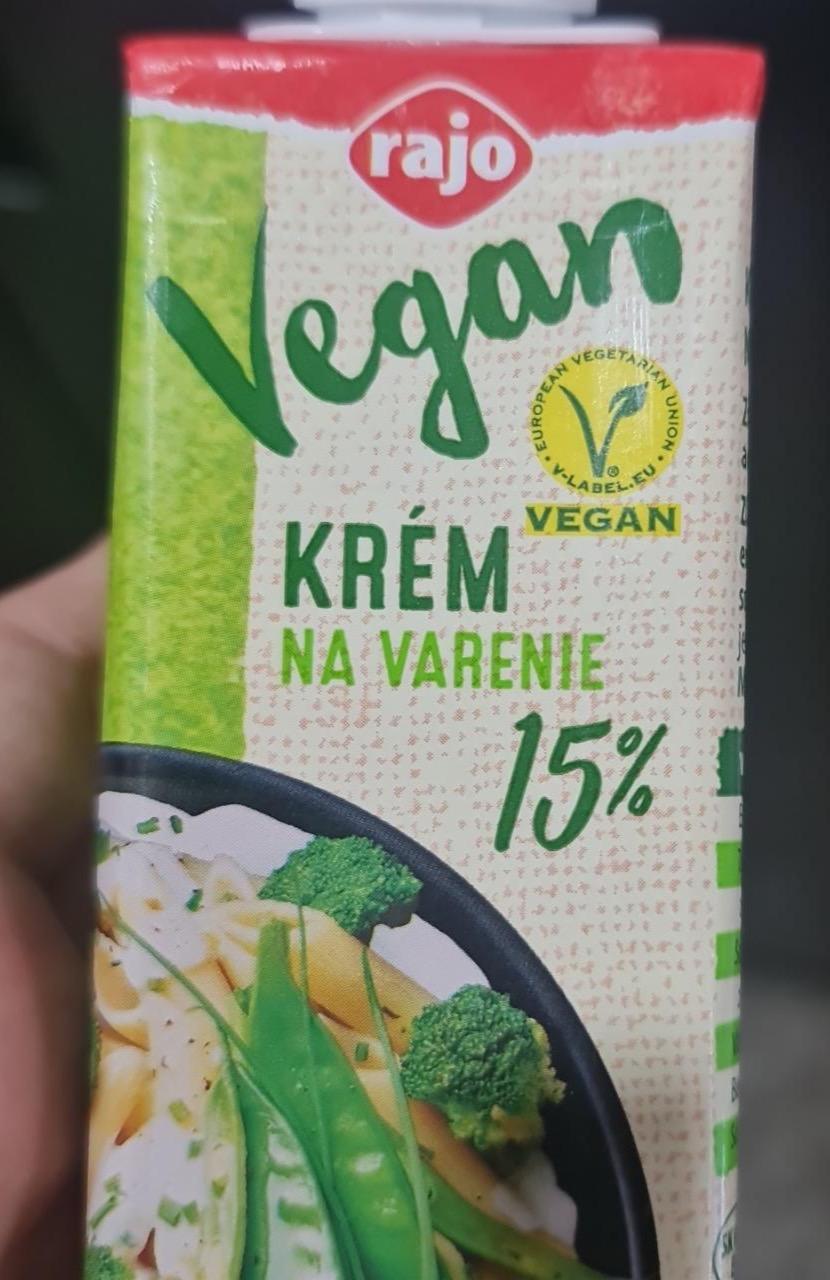 rajo
Vegan
EUROPEAN VEGETARIAN UNION
• V-LABEL.EU •
®
VEGAN
KRÉM
NA VARENIE
15%